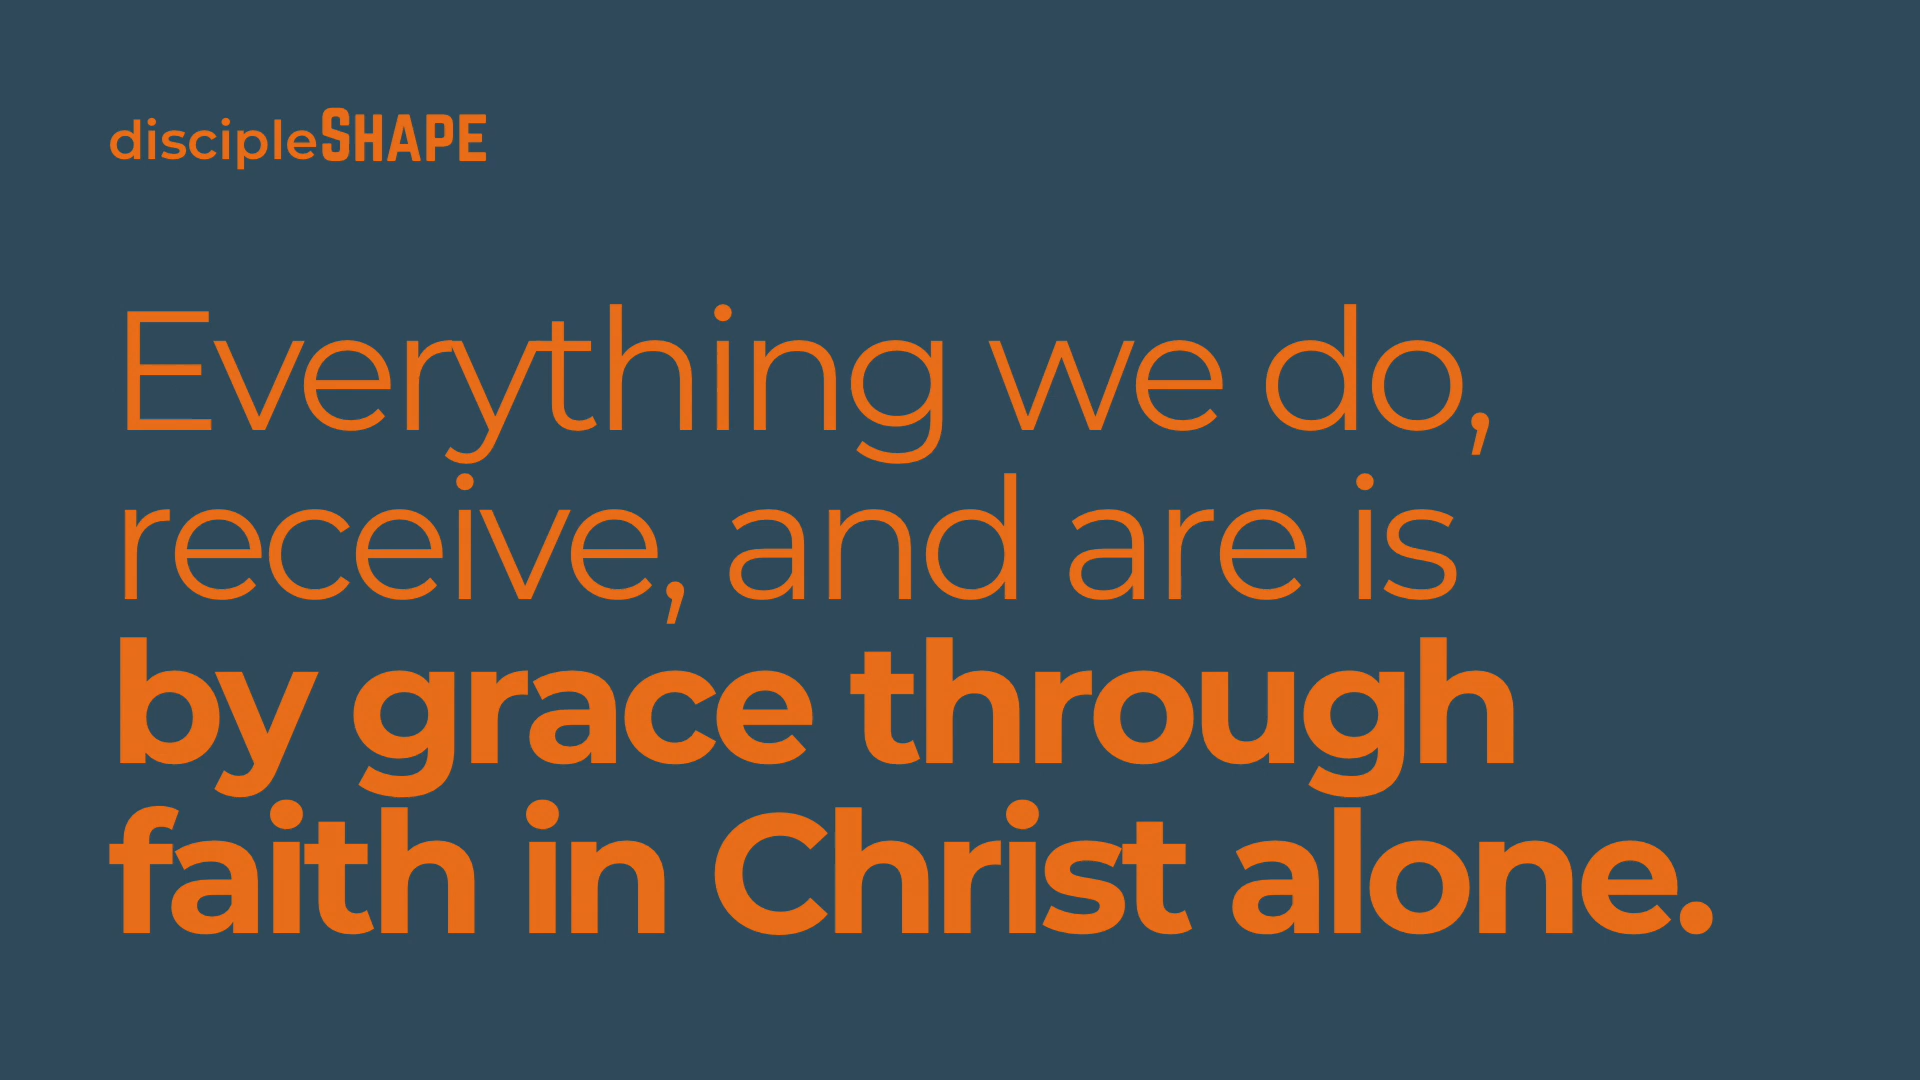 discipleSHAPE
Everything we do,
receive, and are is
by grace through
faith in Christ alone.